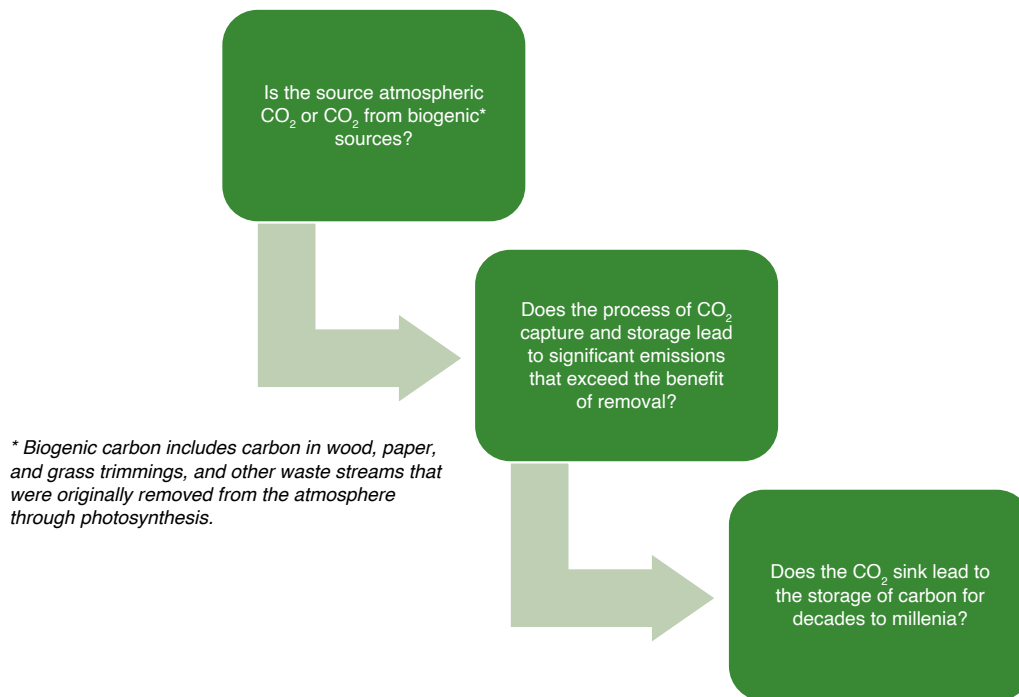 Is the source atmospheric
CO₂ or CO₂ from biogenic*
sources?
Does the process of CO₂
capture and storage lead
to significant emissions
that exceed the benefit
of removal?
* Biogenic carbon includes carbon in wood, paper,
and grass trimmings, and other waste streams that
were originally removed from the atmosphere
through photosynthesis.
Does the CO₂ sink lead to
the storage of carbon for
decades to millenia?